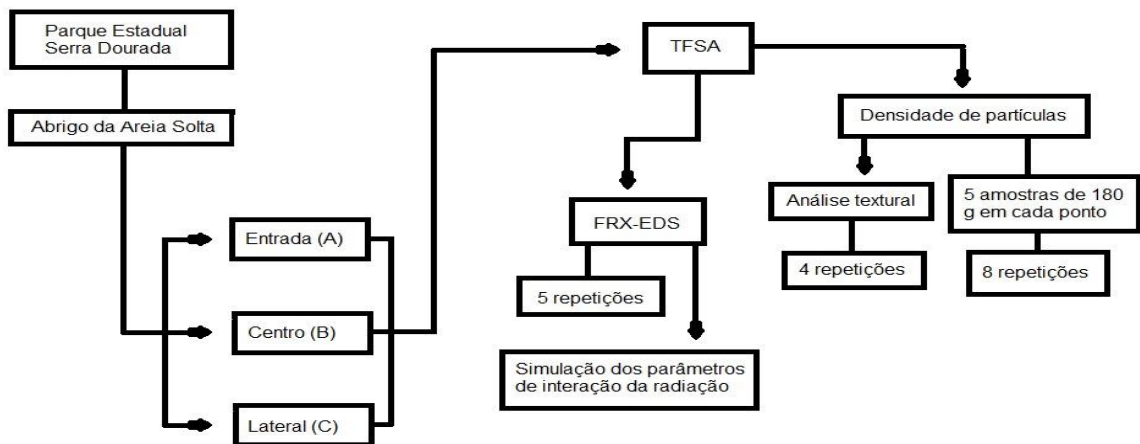 Parque Estadual
Serra Dourada
Abrigo da Areia Solta
Entrada (A)
Centro (B)
Lateral (C)
TFSA
FRX-EDS
5 repetições
Simulação dos parâmetros
de interação da radiação
Densidade de partículas
Análise textural
4 repetições
5 amostras de 180
g em cada ponto
8 repetições